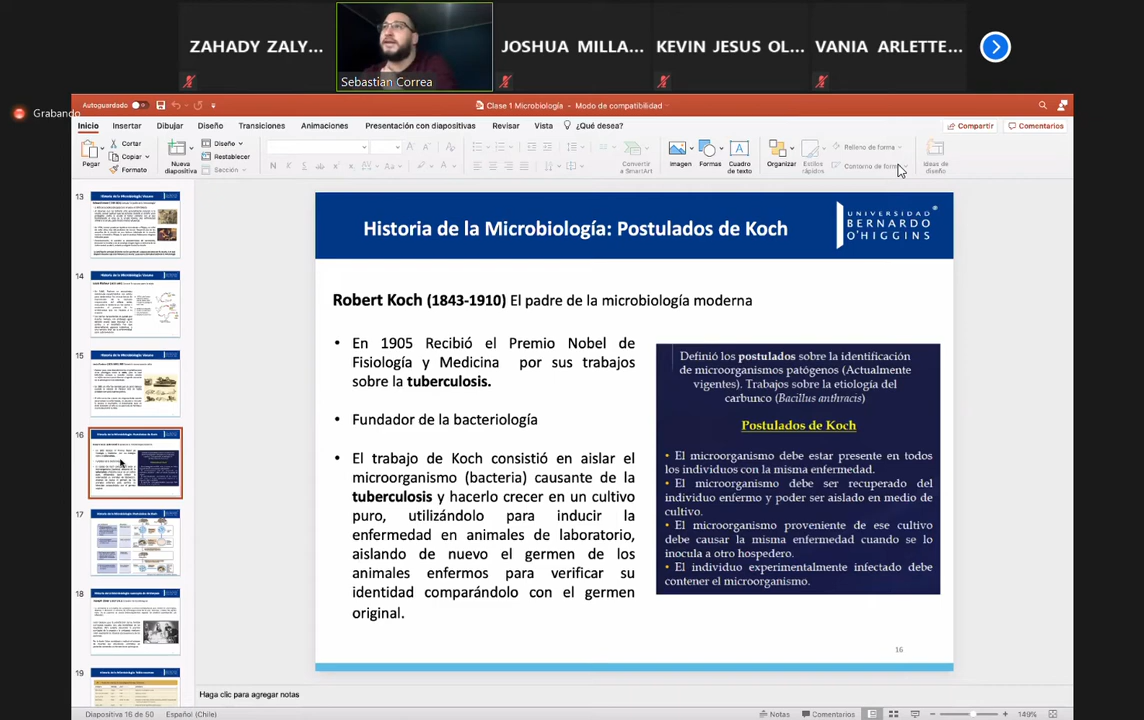 ZAHADY ZALY...
JOSHUA MILLA...
KEVIN JESUS OL...
VANIA ARLETTE...
Sebastian Correa
Grabando
Autoguardado
Clase 1 Microbiología - Modo de compatibilidad
Inicio
Insertar
Dibujar
Diseño
Transiciones
Animaciones
Presentación con diapositivas
Revisar
Vista
¿Qué desea?
Compartir
Comentarios
Pegar
Cortar
Copiar
Formato
Nueva
diapositiva
Diseño
Restablecer
Sección
Convertir
a SmartArt
Imagen
Formas
Cuadro
de texto
Organizar
Estilos
rápidos
Relleno de forma
Contorno de forma
Ideas de
diseño
13
14
15
16
17
18
19
Historia de la Microbiología: Postulados de Koch
UNIVERSIDAD
BERNARDO
O'HIGGINS
Robert Koch (1843-1910) El padre de la microbiología moderna
• En 1905 Recibió el Premio Nobel de
Fisiología y Medicina por sus trabajos
sobre la tuberculosis.
• Fundador de la bacteriología
• El trabajo de Koch consistió en aislar el
microorganismo (bacteria) causante de la
tuberculosis y hacerlo crecer en un cultivo
puro, utilizándolo para inducir la
enfermedad en animales de laboratorio,
aislando de nuevo el germen de los
animales enfermos para verificar su
identidad comparándolo con el germen
original.
Definió los postulados sobre la identificación
de microorganismos patógenos (Actualmente
vigentes). Trabajos sobre la etiología del
carbunco (Bacillus anthracis)
Postulados de Koch
• El microorganismo debe estar presente en todos
los individuos con la misma enfermedad.
• El microorganismo debe ser recuperado del
individuo enfermo y poder ser aislado en medio de
cultivo.
• El microorganismo proveniente de ese cultivo
debe causar la misma enfermedad cuando se lo
inocula a otro hospedero.
• El individuo experimentalmente infectado debe
contener el microorganismo.
16
Haga clic para agregar notas
Diapositiva 16 de 50
Español (Chile)
Notas
Comentarios
149%